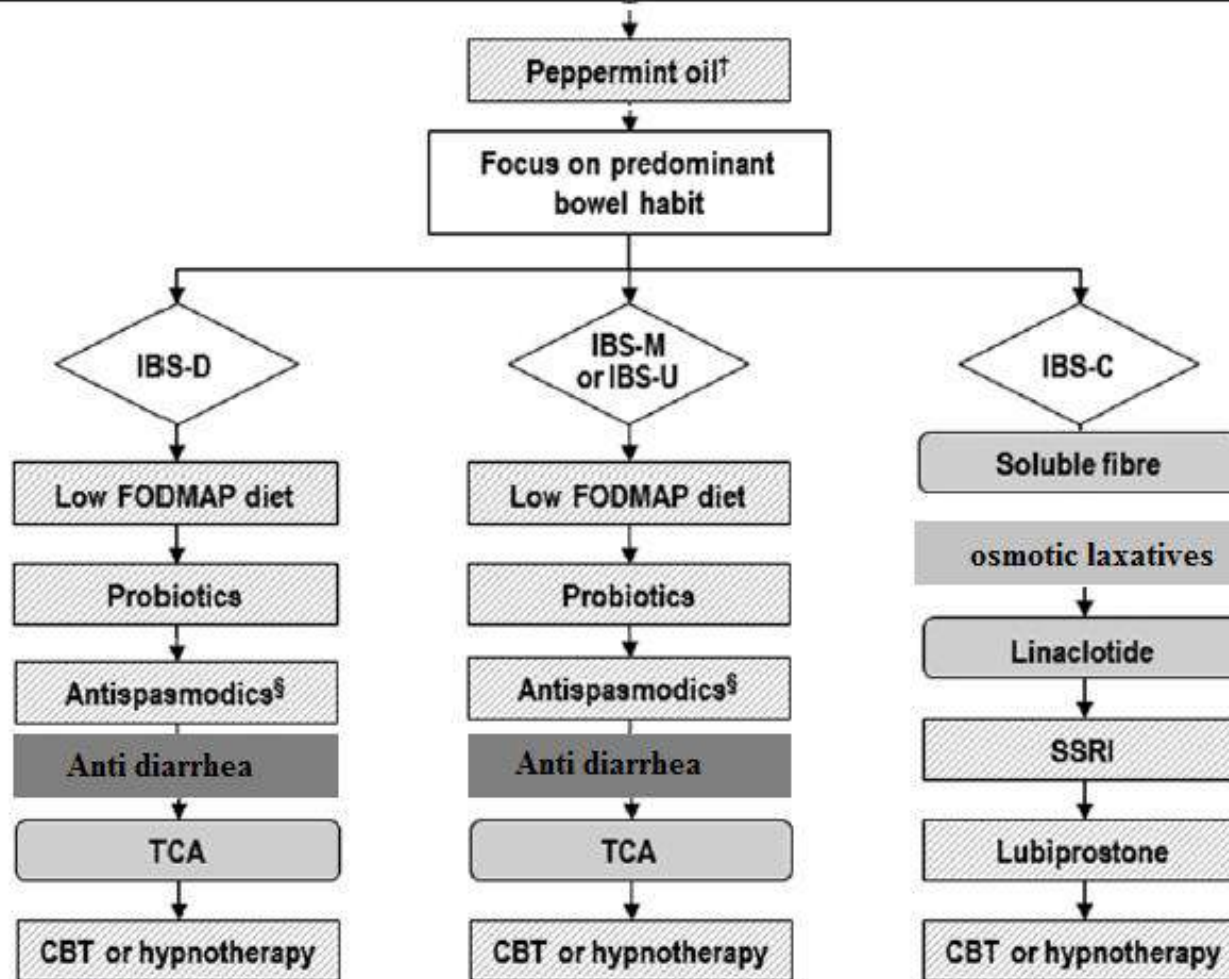 Peppermint oil†
Focus on predominant
bowel habit
IBS-D
IBS-M
or IBS-U
IBS-C
Low FODMAP diet
Low FODMAP diet
Soluble fibre
Probiotics
Probiotics
osmotic laxatives
Antispasmodics§
Antispasmodics§
Linaclotide
Anti diarrhea
Anti diarrhea
SSRI
TCA
TCA
Lubiprostone
CBT or hypnotherapy
CBT or hypnotherapy
CBT or hypnotherapy